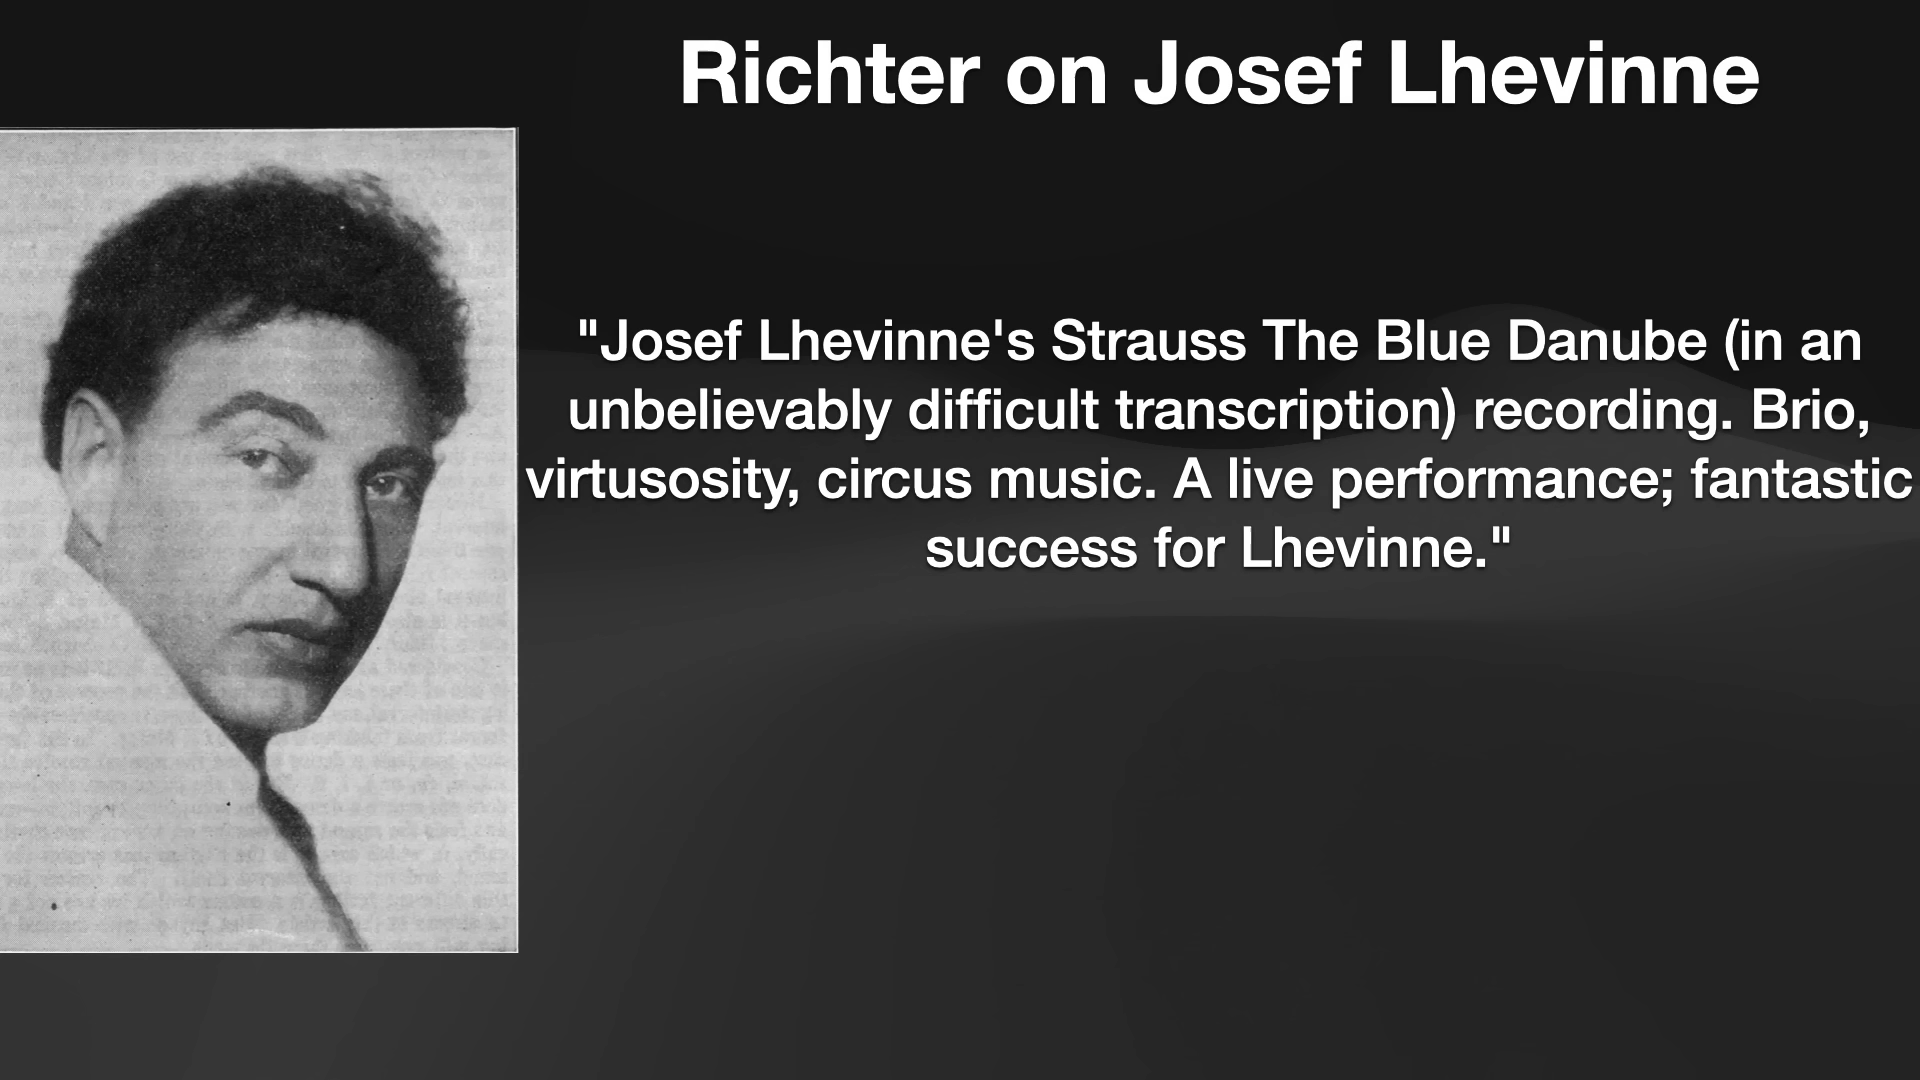 Richter on Josef Lhevinne
"Josef Lhevinne's Strauss The Blue Danube (in an
unbelievably difficult transcription) recording. Brio,
virtusosity, circus music. A live performance; fantastic
success for Lhevinne."